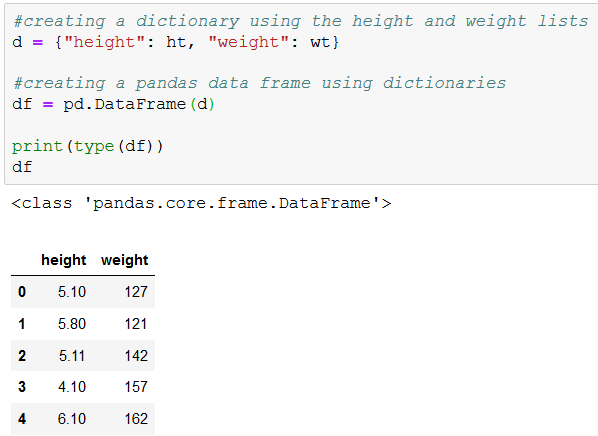 #creating a dictionary using the height and weight lists
d = {"height": ht, "weight": wt}
#creating a pandas data frame using dictionaries
df = pd.DataFrame(d)
print(type(df))
df
<class 'pandas.core.frame.DataFrame'>
height weight
0 5.10 127
1 5.80 121
2 5.11 142
3 4.10 157
4 6.10 162